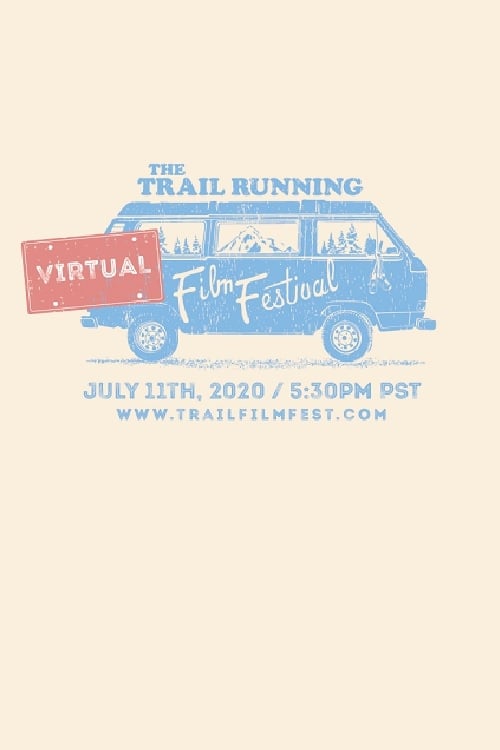 THE
TRAIL RUNNING
VIRTUAL
Film Festival
JULY 11TH, 2020 / 5:30PM PST
WWW.TRAILFILMFEST.COM